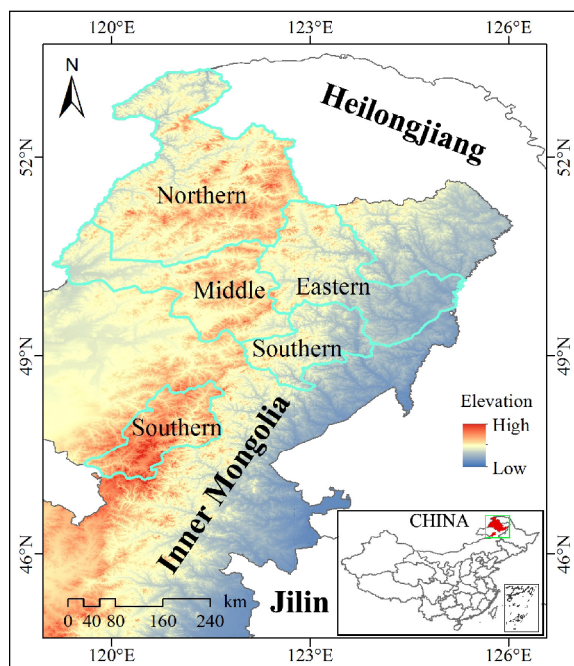 120°E 123°E 126°E
N
Heilongjiang
52°N
52°N
Northern
Middle
Eastern
49°N
49°N
Southern
Elevation
High
Low
Southern
Inner Mongolia
CHINA
46°N
46°N
km
0 40 80 160 240
Jilin
120°E 123°E 126°E